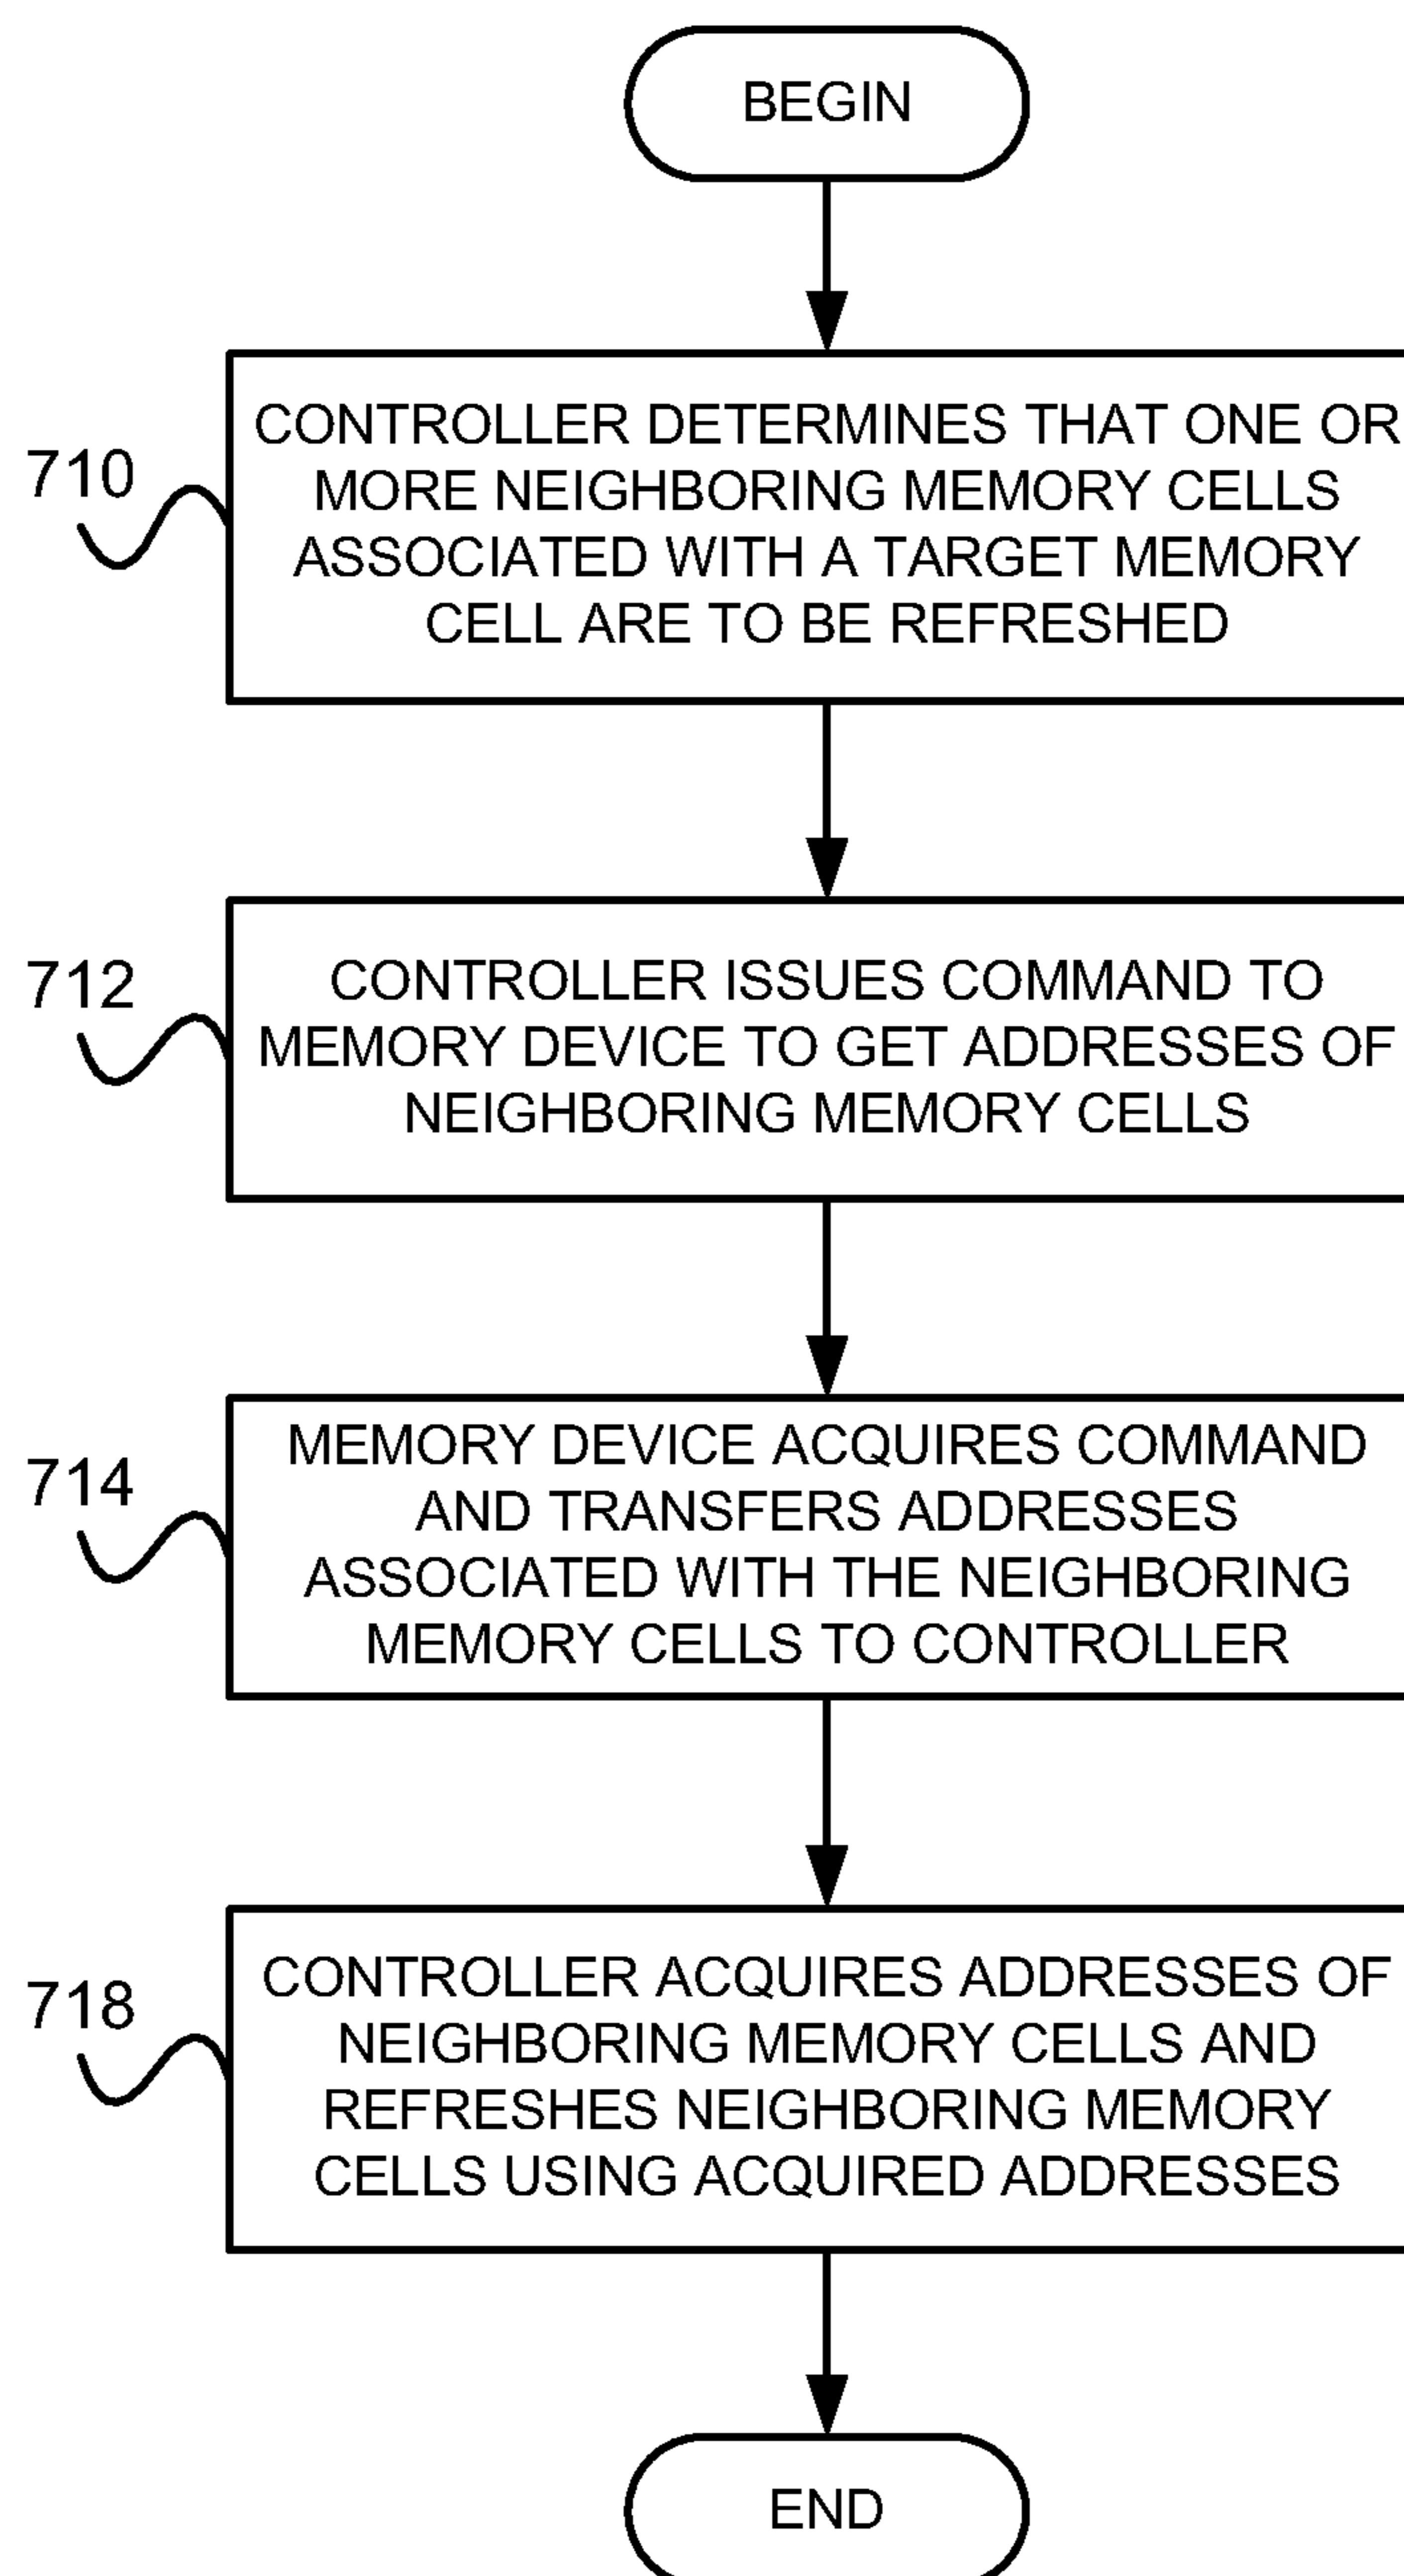 BEGIN
710
CONTROLLER DETERMINES THAT ONE OR
MORE NEIGHBORING MEMORY CELLS
ASSOCIATED WITH A TARGET MEMORY
CELL ARE TO BE REFRESHED
712
CONTROLLER ISSUES COMMAND TO
MEMORY DEVICE TO GET ADDRESSES OF
NEIGHBORING MEMORY CELLS
714
MEMORY DEVICE ACQUIRES COMMAND
AND TRANSFERS ADDRESSES
ASSOCIATED WITH THE NEIGHBORING
MEMORY CELLS TO CONTROLLER
718
CONTROLLER ACQUIRES ADDRESSES OF
NEIGHBORING MEMORY CELLS AND
REFRESHES NEIGHBORING MEMORY
CELLS USING ACQUIRED ADDRESSES
END